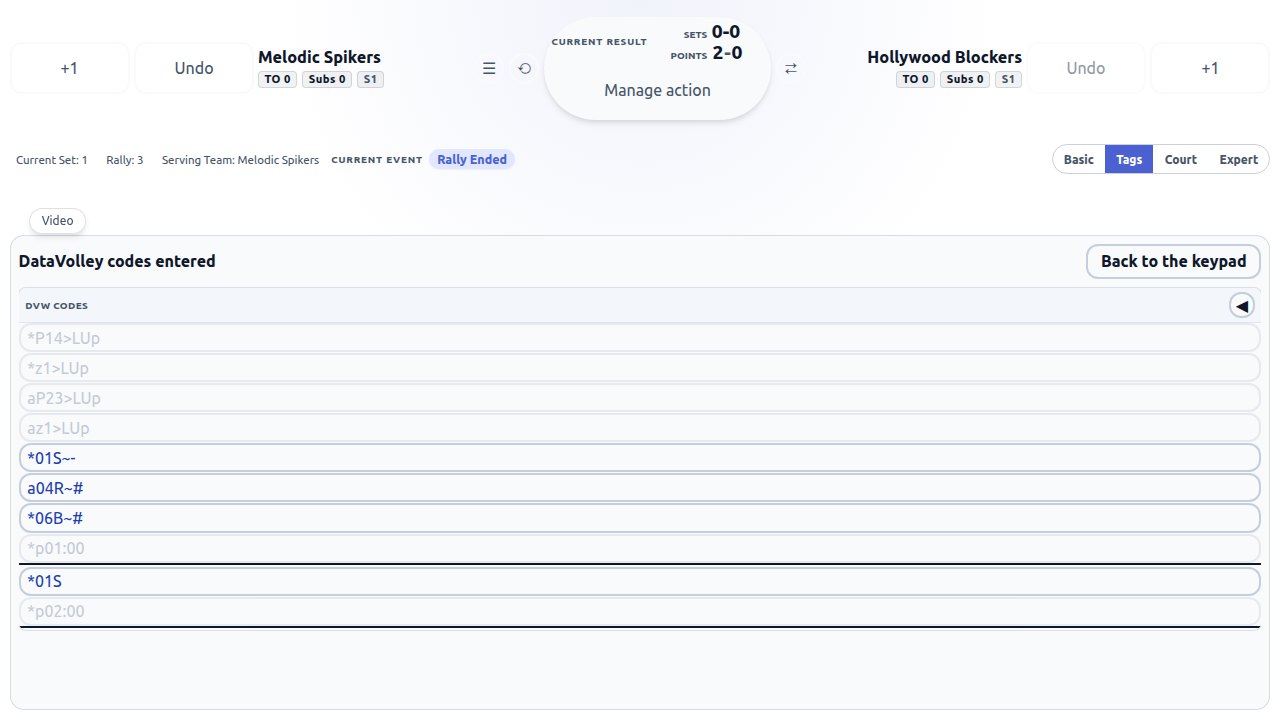 +1
Undo
Melodic Spikers
TO 0 Subs 0 S1
☰
CURRENT RESULT
SETS 0-0
POINTS 2-0
Manage action
⇄
Hollywood Blockers
TO 0 Subs 0 S1
Undo
+1
Current Set: 1 Rally: 3 Serving Team: Melodic Spikers CURRENT EVENT Rally Ended
Basic Tags Court Expert
Video
DataVolley codes entered
Back to the keypad
DVW CODES
◀
*P14>LUp
*z1>LUp
aP23>LUp
az1>LUp
*01S~-
a04R~#
*06B~#
*p01:00
*01S
*p02:00